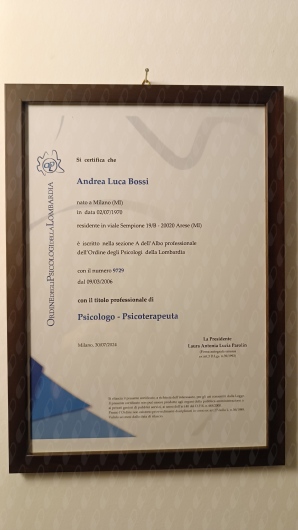 ORDINE DEGLI PSICOLOGI DELLA LOMBARDIA
Si certifica che
Andrea Luca Bossi
nato a Milano (MI)
in data 02/07/1970
residente in viale Sempione 19/B - 20020 Arese (MI)
è iscritto nella sezione A dell'Albo professionale
dell'Ordine degli Psicologi della Lombardia
con il numero 9729
dal 09/03/2006
con il titolo professionale di
Psicologo - Psicoterapeuta
Milano, 30/07/2024
La Presidente
Laura Antonia Lucia Parolin